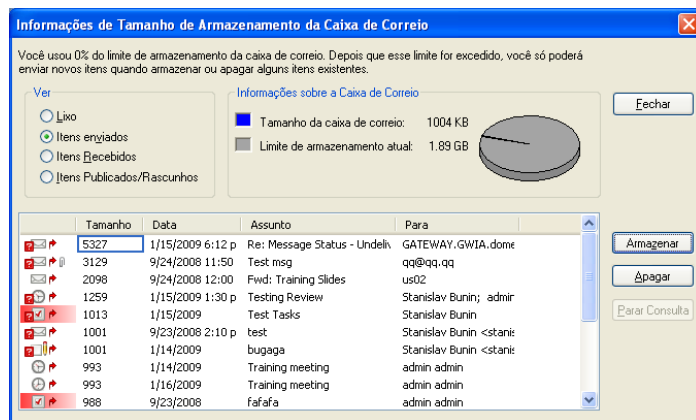 Informações de Tamanho de Armazenamento da Caixa de Correio
Você usou 0% do limite de armazenamento da caixa de correio. Depois que esse limite for excedido, você só poderá
enviar novos itens quando armazenar ou apagar alguns itens existentes.
Ver
Lixo
Itens enviados
Itens Recebidos
Itens Publicados/Rascunhos
Informações sobre a Caixa de Correio
Tamanho da caixa de correio: 1004 KB
Limite de armazenamento atual: 1.89 GB
Fechar
Tamanho Data Assunto Para
5327 1/15/2009 6:12 p Re: Message Status - Undeliv GATEWAY.GWIA.dome
3129 9/24/2008 11:50 Test msg qq@qq.qq
2098 9/24/2008 12:00 Fwd: Training Slides us02
1259 1/15/2009 1:30 p Testing Review Stanislav Bunin; admin
1013 1/15/2009 Test Tasks Stanislav Bunin
1001 9/23/2008 2:10 p test Stanislav Bunin <stanis
1001 1/14/2009 bugaga Stanislav Bunin <stanis
993 1/14/2009 Training meeting admin admin
993 1/16/2009 Training meeting admin admin
988 9/23/2008 fafafa admin admin
Armazenar
Apagar
Parar Consulta